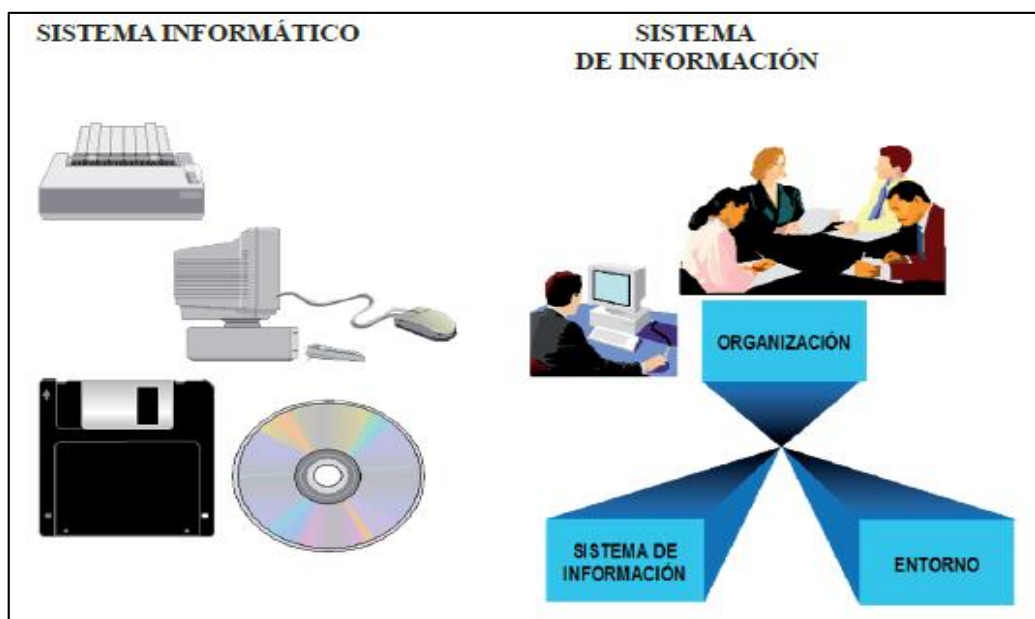 SISTEMA INFORMÁTICO
SISTEMA
DE INFORMACIÓN
ORGANIZACIÓN
SISTEMA DE
INFORMACIÓN
ENTORNO